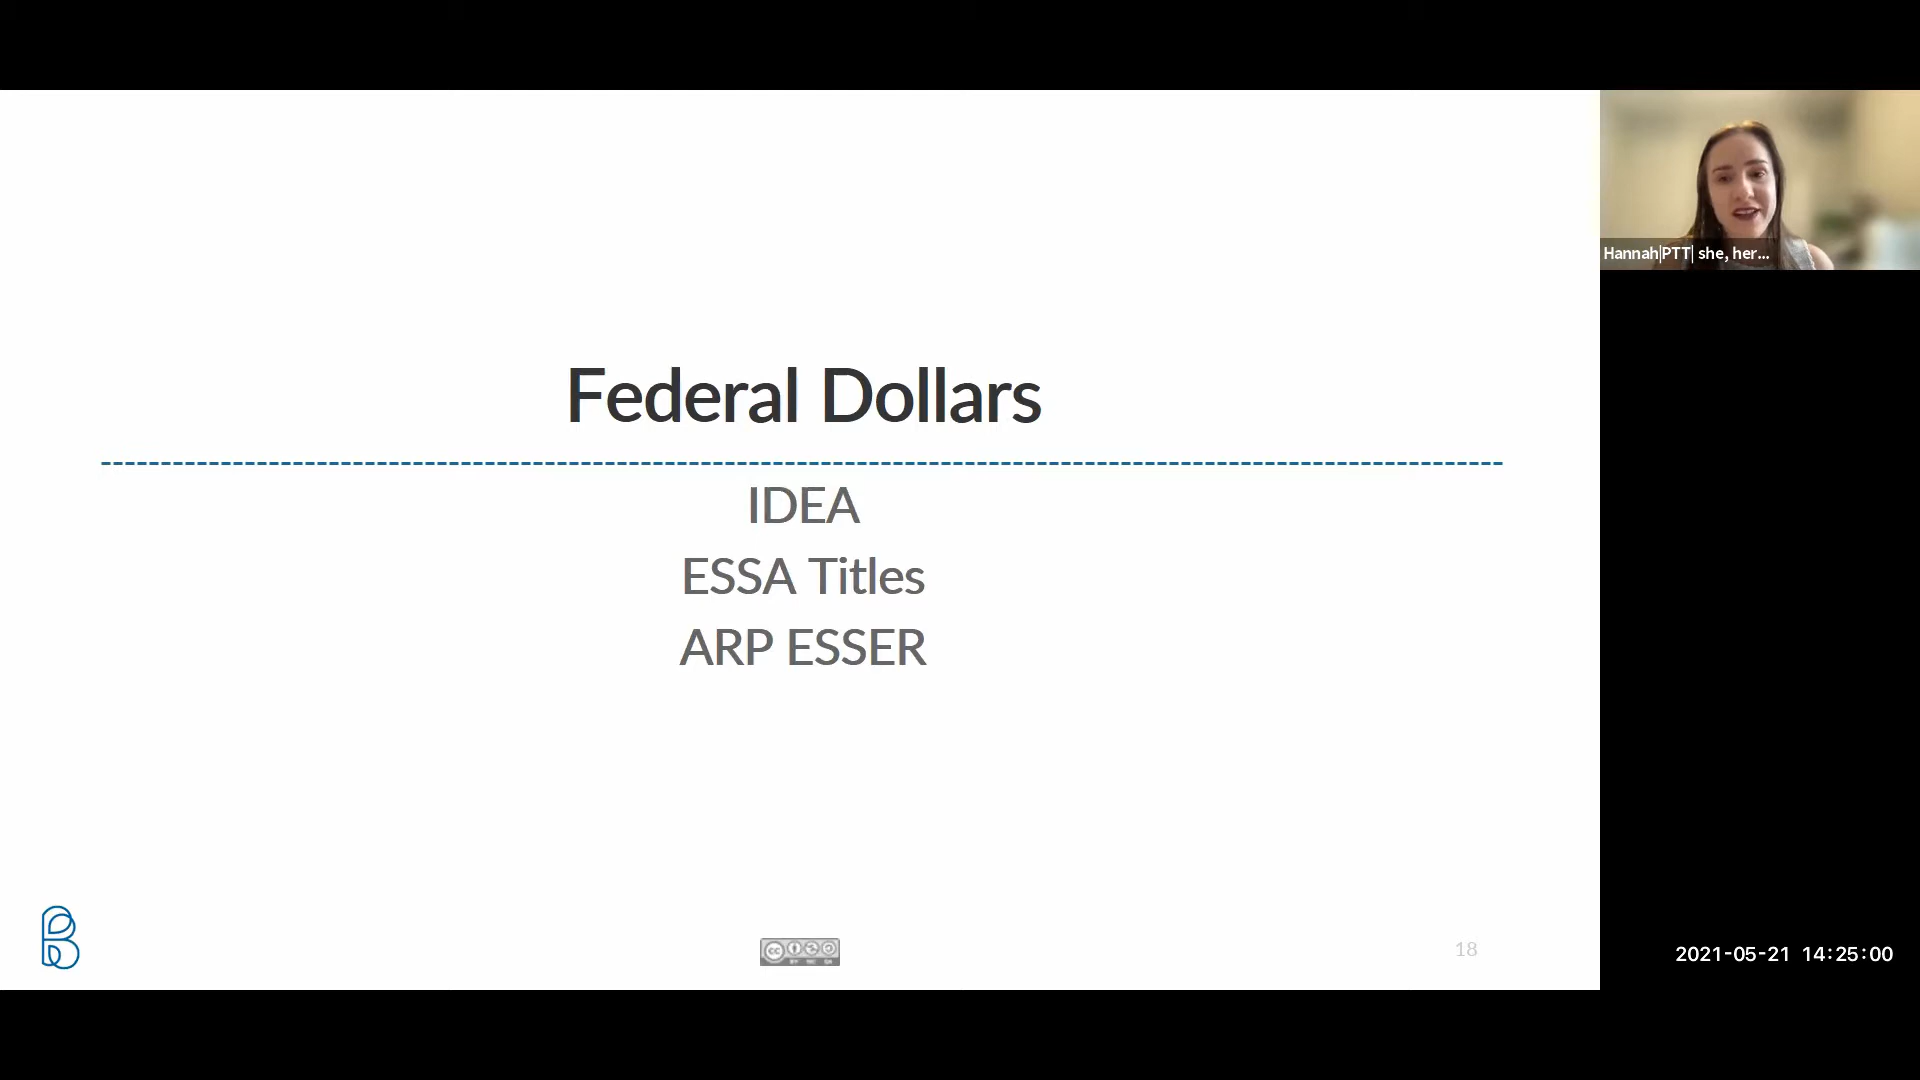 Federal Dollars
IDEA
ESSA Titles
ARP ESSER
18
Hannah|PTT| she, her...
2021-05-21 14:25:00